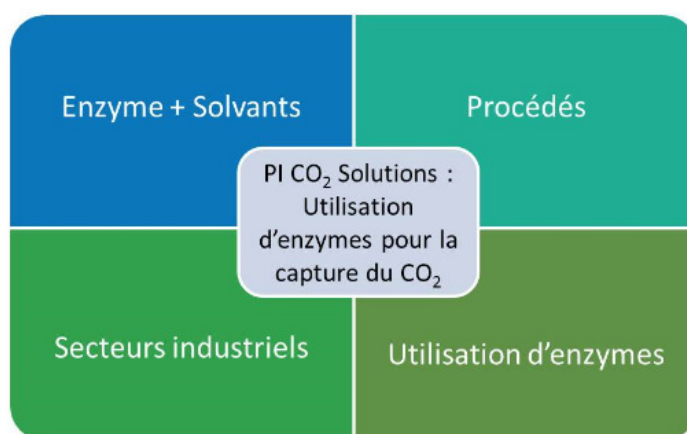 Enzyme + Solvants
Procédés
PI CO₂ Solutions :
Utilisation
d’enzymes pour la
capture du CO₂
Secteurs industriels
Utilisation d’enzymes